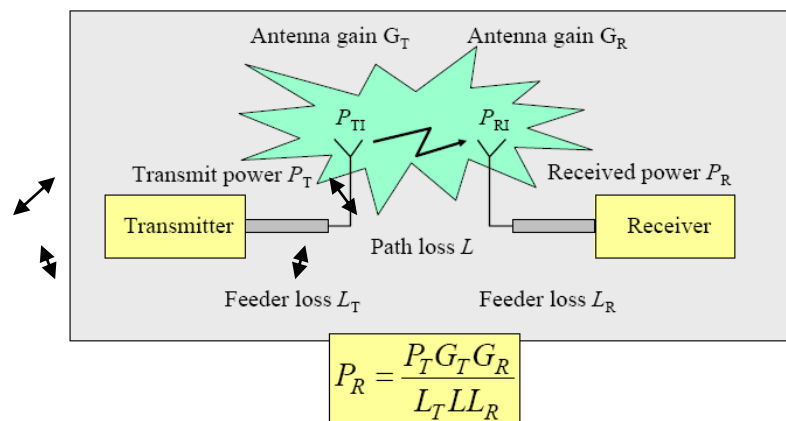 Antenna gain G_T Antenna gain G_R
P_TI P_RI
Transmit power P_T Received power P_R
Transmitter Receiver
Path loss L
Feeder loss L_T Feeder loss L_R
P_R = \frac{P_T G_T G_R}{L_T L L_R}